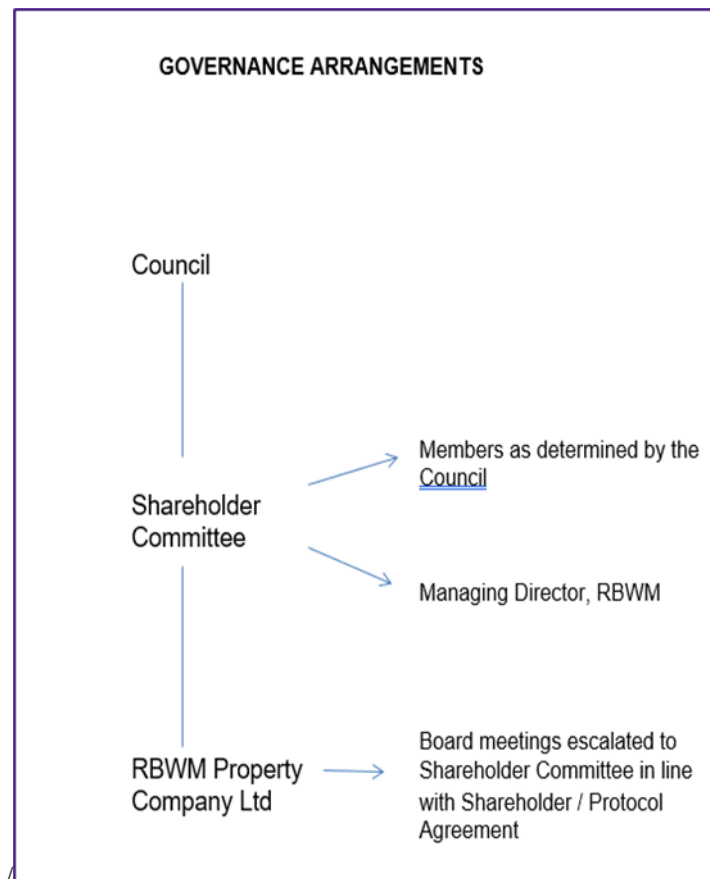 GOVERNANCE ARRANGEMENTS
Council
Members as determined by the
Council
Shareholder
Committee
Managing Director, RBWM
Board meetings escalated to
Shareholder Committee in line
with Shareholder / Protocol
Agreement
RBWM Property
Company Ltd
/